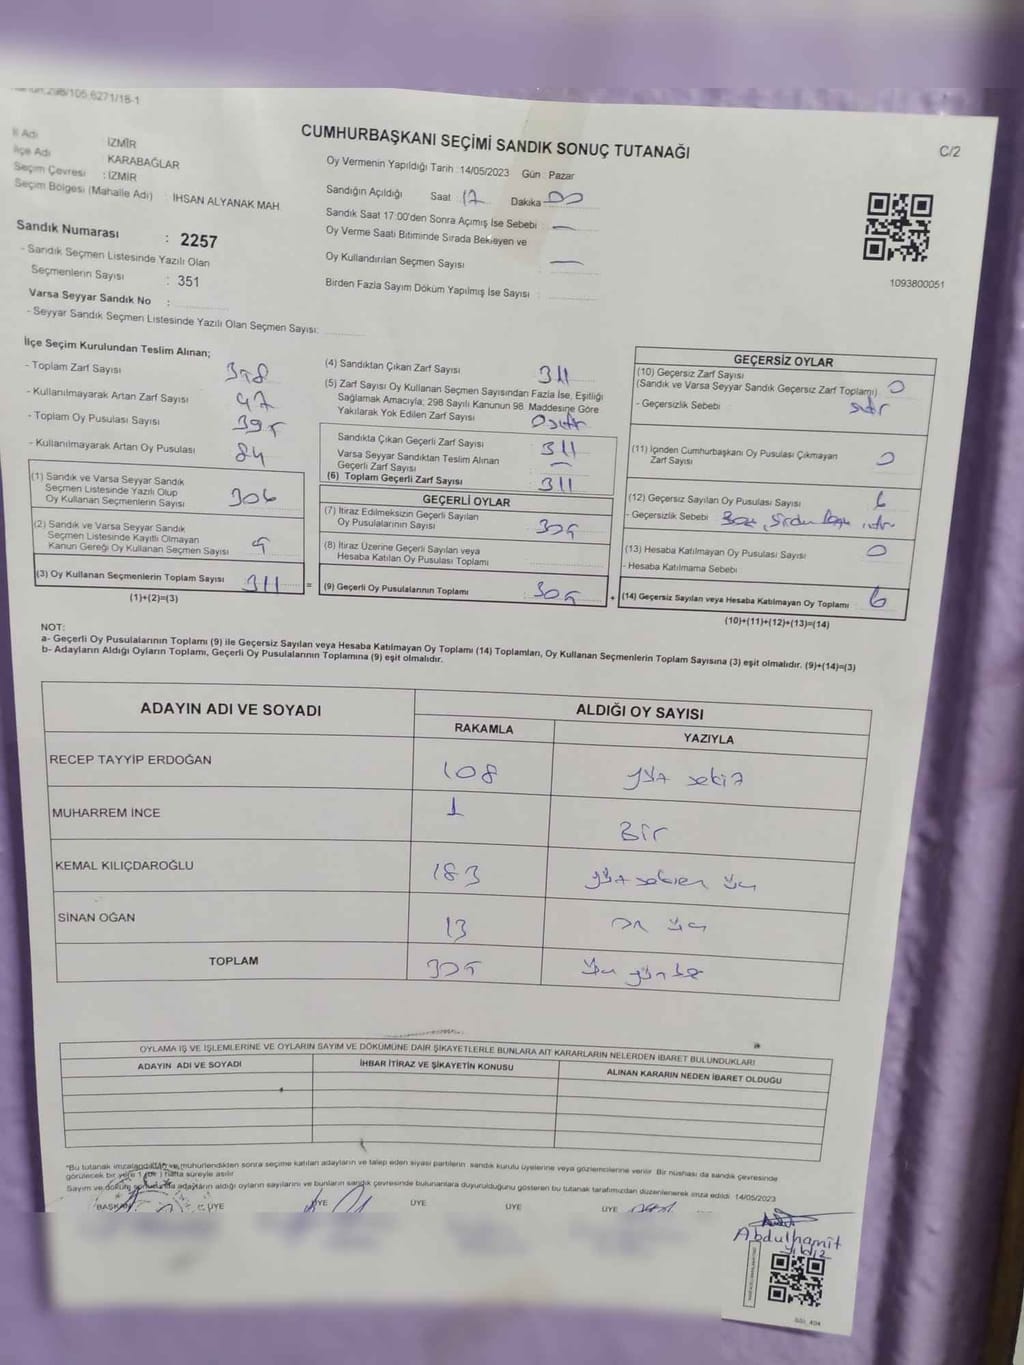 CUMHURBAŞKANI SEÇİMİ SANDIK SONUÇ TUTANAĞI
C/2
İl Adı : İZMİR
İlçe Adı : KARABAĞLAR
Seçim Çevresi : İZMİR
Seçim Bölgesi (Mahalle Adı) : İHSAN ALYANAK MAH.
Sandık Numarası : 2257
- Sandık Seçmen Listesinde Yazılı Olan
Seçmenlerin Sayısı : 351
Varsa Seyyar Sandık No :
- Seyyar Sandık Seçmen Listesinde Yazılı Olan Seçmen Sayısı:
Oy Vermenin Yapıldığı Tarih :14/05/2023 Gün : Pazar
Sandığın Açıldığı Saat 17 Dakika 00
Sandık Saat 17:00'den Sonra Açımış İse Sebebi : —
Oy Verme Saati Bitiminde Sırada Bekleyen ve
Oy Kullandırılan Seçmen Sayısı : —
Birden Fazla Sayım Döküm Yapılmış İse Sayısı :
1093800051
İlçe Seçim Kurulundan Teslim Alınan;
- Toplam Zarf Sayısı
- Kullanılmayarak Artan Zarf Sayısı 47
- Toplam Oy Pusulası Sayısı 395
- Kullanılmayarak Artan Oy Pusulası 84
(1) Sandık ve Varsa Seyyar Sandık
Seçmen Listesinde Yazılı Olup
Oy Kullanan Seçmenlerin Sayısı 306
(2) Sandık ve Varsa Seyyar Sandık
Seçmen Listesinde Kayıtlı Olmayan
Kanun Gereği Oy Kullanan Seçmen Sayısı 5
(3) Oy Kullanan Seçmenlerin Toplam Sayısı 311 =
(1)+(2)=(3)
(4) Sandıktan Çıkan Zarf Sayısı 311
(5) Zarf Sayısı Oy Kullanan Seçmen Sayısından Fazla İse, Eşitliği
Sağlamak Amacıyla; 298 Sayılı Kanunun 98. Maddesine Göre
Yakılarak Yok Edilen Zarf Sayısı 0 sıfır
Sandıkta Çıkan Geçerli Zarf Sayısı 311
Varsa Seyyar Sandıktan Teslim Alınan
Geçerli Zarf Sayısı —
(6) Toplam Geçerli Zarf Sayısı 311
GEÇERLİ OYLAR
(7) İtiraz Edilmeksizin Geçerli Sayılan
Oy Pusulalarının Sayısı 305
(8) İtiraz Üzerine Geçerli Sayılan veya
Hesaba Katılan Oy Pusulası Toplamı
(9) Geçerli Oy Pusulalarının Toplamı 305 +
GEÇERSİZ OYLAR
(10) Geçersiz Zarf Sayısı
(Sandık ve Varsa Seyyar Sandık Geçersiz Zarf Toplamı) 0
- Geçersizlik Sebebi sıfır
(11) İçinden Cumhurbaşkanı Oy Pusulası Çıkmayan
Zarf Sayısı 0
(12) Geçersiz Sayılan Oy Pusulası Sayısı 6
- Geçersizlik Sebebi
(13) Hesaba Katılmayan Oy Pusulası Sayısı 0
- Hesaba Katılmama Sebebi
(14) Geçersiz Sayılan veya Hesaba Katılmayan Oy Toplamı 6
(10)+(11)+(12)+(13)=(14)
NOT:
a- Geçerli Oy Pusulalarının Toplamı (9) ile Geçersiz Sayılan veya Hesaba Katılmayan Oy Toplamı (14) Toplamları, Oy Kullanan Seçmenlerin Toplam Sayısına (3) eşit olmalıdır. (9)+(14)=(3)
b- Adayların Aldığı Oyların Toplamı, Geçerli Oy Pusulalarının Toplamına (9) eşit olmalıdır.
ADAYIN ADI VE SOYADI ALDIĞI OY SAYISI
RAKAMLA YAZIYLA
RECEP TAYYİP ERDOĞAN 108 yüz sekiz
MUHARREM İNCE 1 Bir
KEMAL KILIÇDAROĞLU 183 yüz seksen üç
SİNAN OĞAN 13 on üç
TOPLAM 305
OYLAMA İŞ VE İŞLEMLERİNE VE OYLARIN SAYIM VE DÖKÜMÜNE DAİR ŞİKAYETLERLE BUNLARA AİT KARARLARIN NELERDEN İBARET BULUNDUKLARI
ADAYIN ADI VE SOYADI İHBAR İTİRAZ VE ŞİKAYETİN KONUSU ALINAN KARARIN NEDEN İBARET OLDUĞU
*Bu tutanak imzalandıktan ve mühürlendikten sonra seçime katılan adayların ve talep eden siyasi partilerin sandık kurulu üyelerine veya gözlemcilerine verilir. Bir nüshası da sandık çevresinde
görülecek bir yere 1 hafta süreyle asılır.
Sayım ve döküm sonucunda adayların aldığı oyların sayılarını ve bunların sandık çevresinde bulunanlara duyurulduğunu gösteren bu tutanak tarafımızdan düzenlenerek imza edildi. 14/05/2023
BAŞKAN ÜYE ÜYE ÜYE ÜYE ÜYE
Abdulhamit
Yıldız